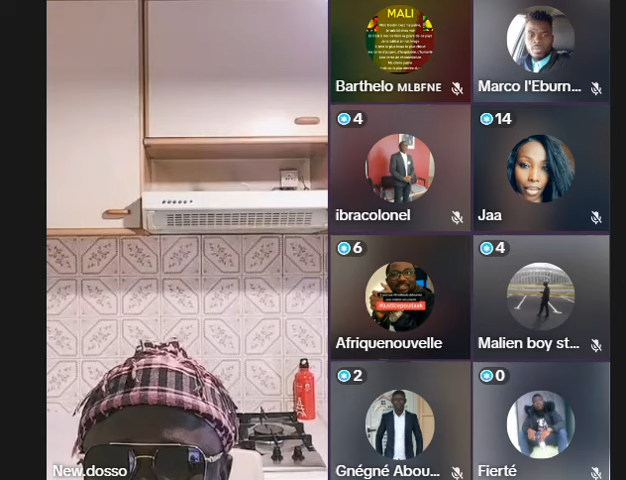 MALI
Barthelo MLBFNE
Marco l'Eburn...
4
14
ibracolonel
Jaa
6
4
Afriquenouvelle
Malien boy st...
2
0
New.dosso
Gnégné Abou...
Fierté